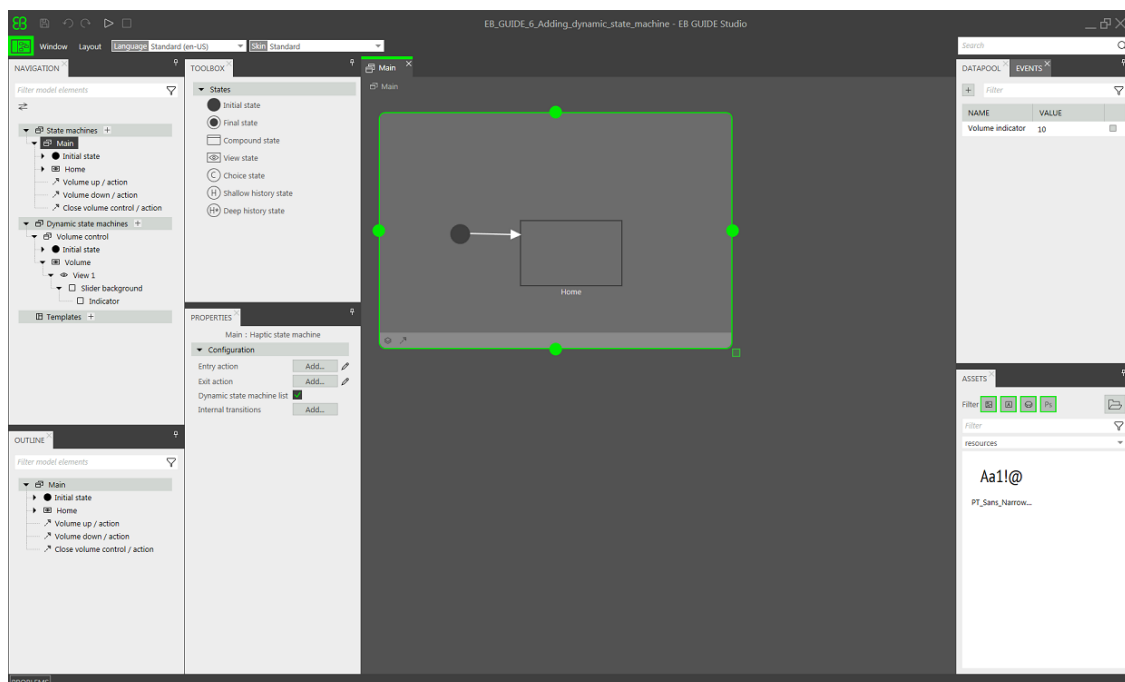 EB_GUIDE_6_Adding_dynamic_state_machine - EB GUIDE Studio
Window Layout Language Standard (en-US) Skin Standard
Search
NAVIGATION
Filter model elements
State machines +
Main
Initial state
Home
Volume up / action
Volume down / action
Close volume control / action
Dynamic state machines +
Volume control
Initial state
Volume
View 1
Slider background
Indicator
Templates +
OUTLINE
Filter model elements
Main
Initial state
Home
Volume up / action
Volume down / action
Close volume control / action
TOOLBOX
States
Initial state
Final state
Compound state
View state
C Choice state
H Shallow history state
H* Deep history state
PROPERTIES
Main : Haptic state machine
Configuration
Entry action Add...
Exit action Add...
Dynamic state machine list
Internal transitions Add...
Main
Main
Home
DATAPOOL EVENTS
+ Filter
NAME VALUE
Volume indicator 10
ASSETS
Filter Ps
Filter
resources
Aa1!@
PT_Sans_Narrow...
PROBLEMS